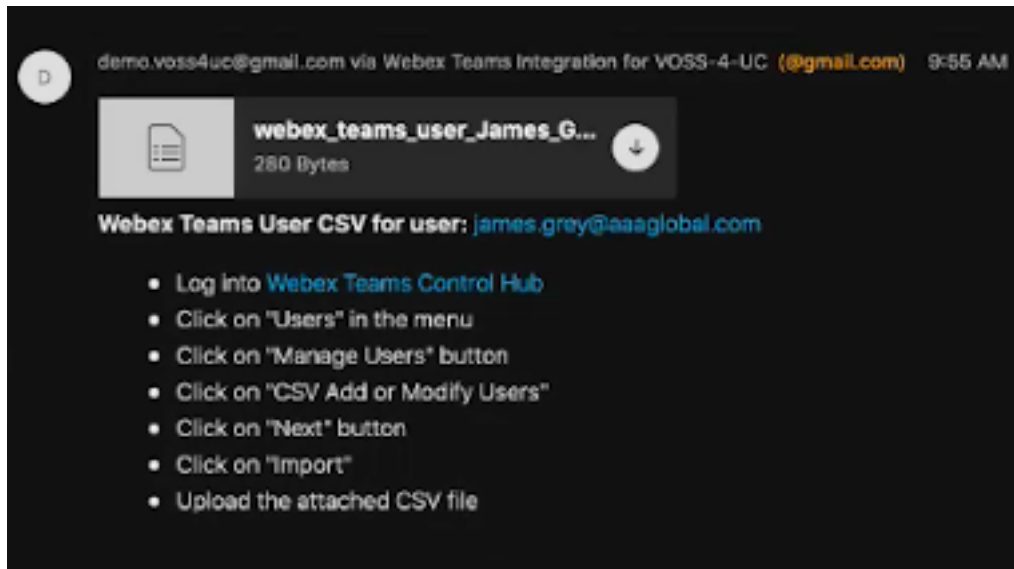 D
demo.voss4uc@gmail.com via Webex Teams Integration for VOSS-4-UC (@gmail.com) 9:55 AM
webex_teams_user_James_G...
280 Bytes
Webex Teams User CSV for user: james.grey@aaaglobal.com
• Log into Webex Teams Control Hub
• Click on "Users" in the menu
• Click on "Manage Users" button
• Click on "CSV Add or Modify Users"
• Click on "Next" button
• Click on "Import"
• Upload the attached CSV file